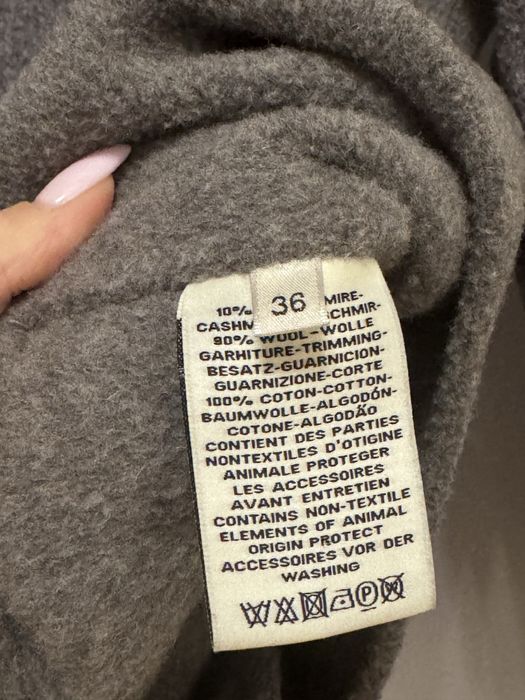 36
10% MIRE-
CASHM CHMIR-
90% WOOL-WOLLE
GARHITURE-TRIMMING-
BESATZ-GUARNICION-
GUARNIZIONE-CORTE
100% COTON-COTTON-
BAUMWOLLE-ALGODÓN-
COTONE-ALGODÃO
CONTIENT DES PARTIES
NONTEXTILES D'OTIGINE
ANIMALE PROTEGER
LES ACCESSOIRES
AVANT ENTRETIEN
CONTAINS NON-TEXTILE
ELEMENTS OF ANIMAL
ORIGIN PROTECT
ACCESSOIRES VOR DER
WASHING
P